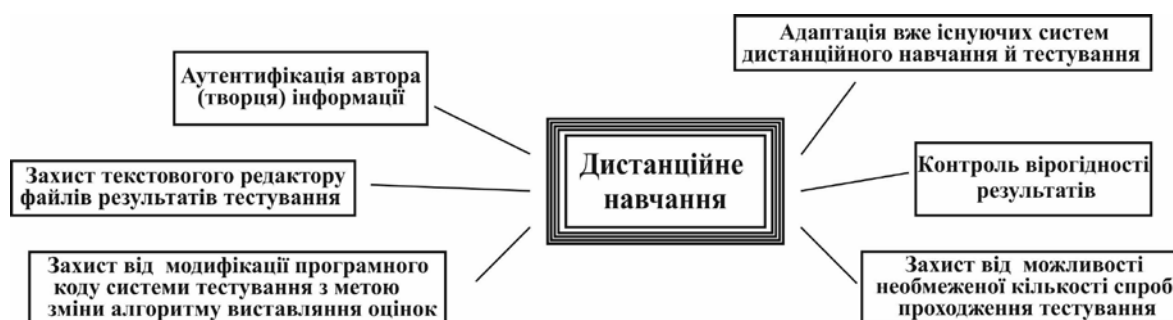 Аутентифікація автора
(творця) інформації
Адаптація вже існуючих систем
дистанційного навчання й тестування
Захист текстового редактору
файлів результатів тестування
Дистанційне
навчання
Контроль вірогідності
результатів
Захист від модифікації програмного
коду системи тестування з метою
зміни алгоритму виставляння оцінок
Захист від можливості
необмеженої кількості спроб
проходження тестування